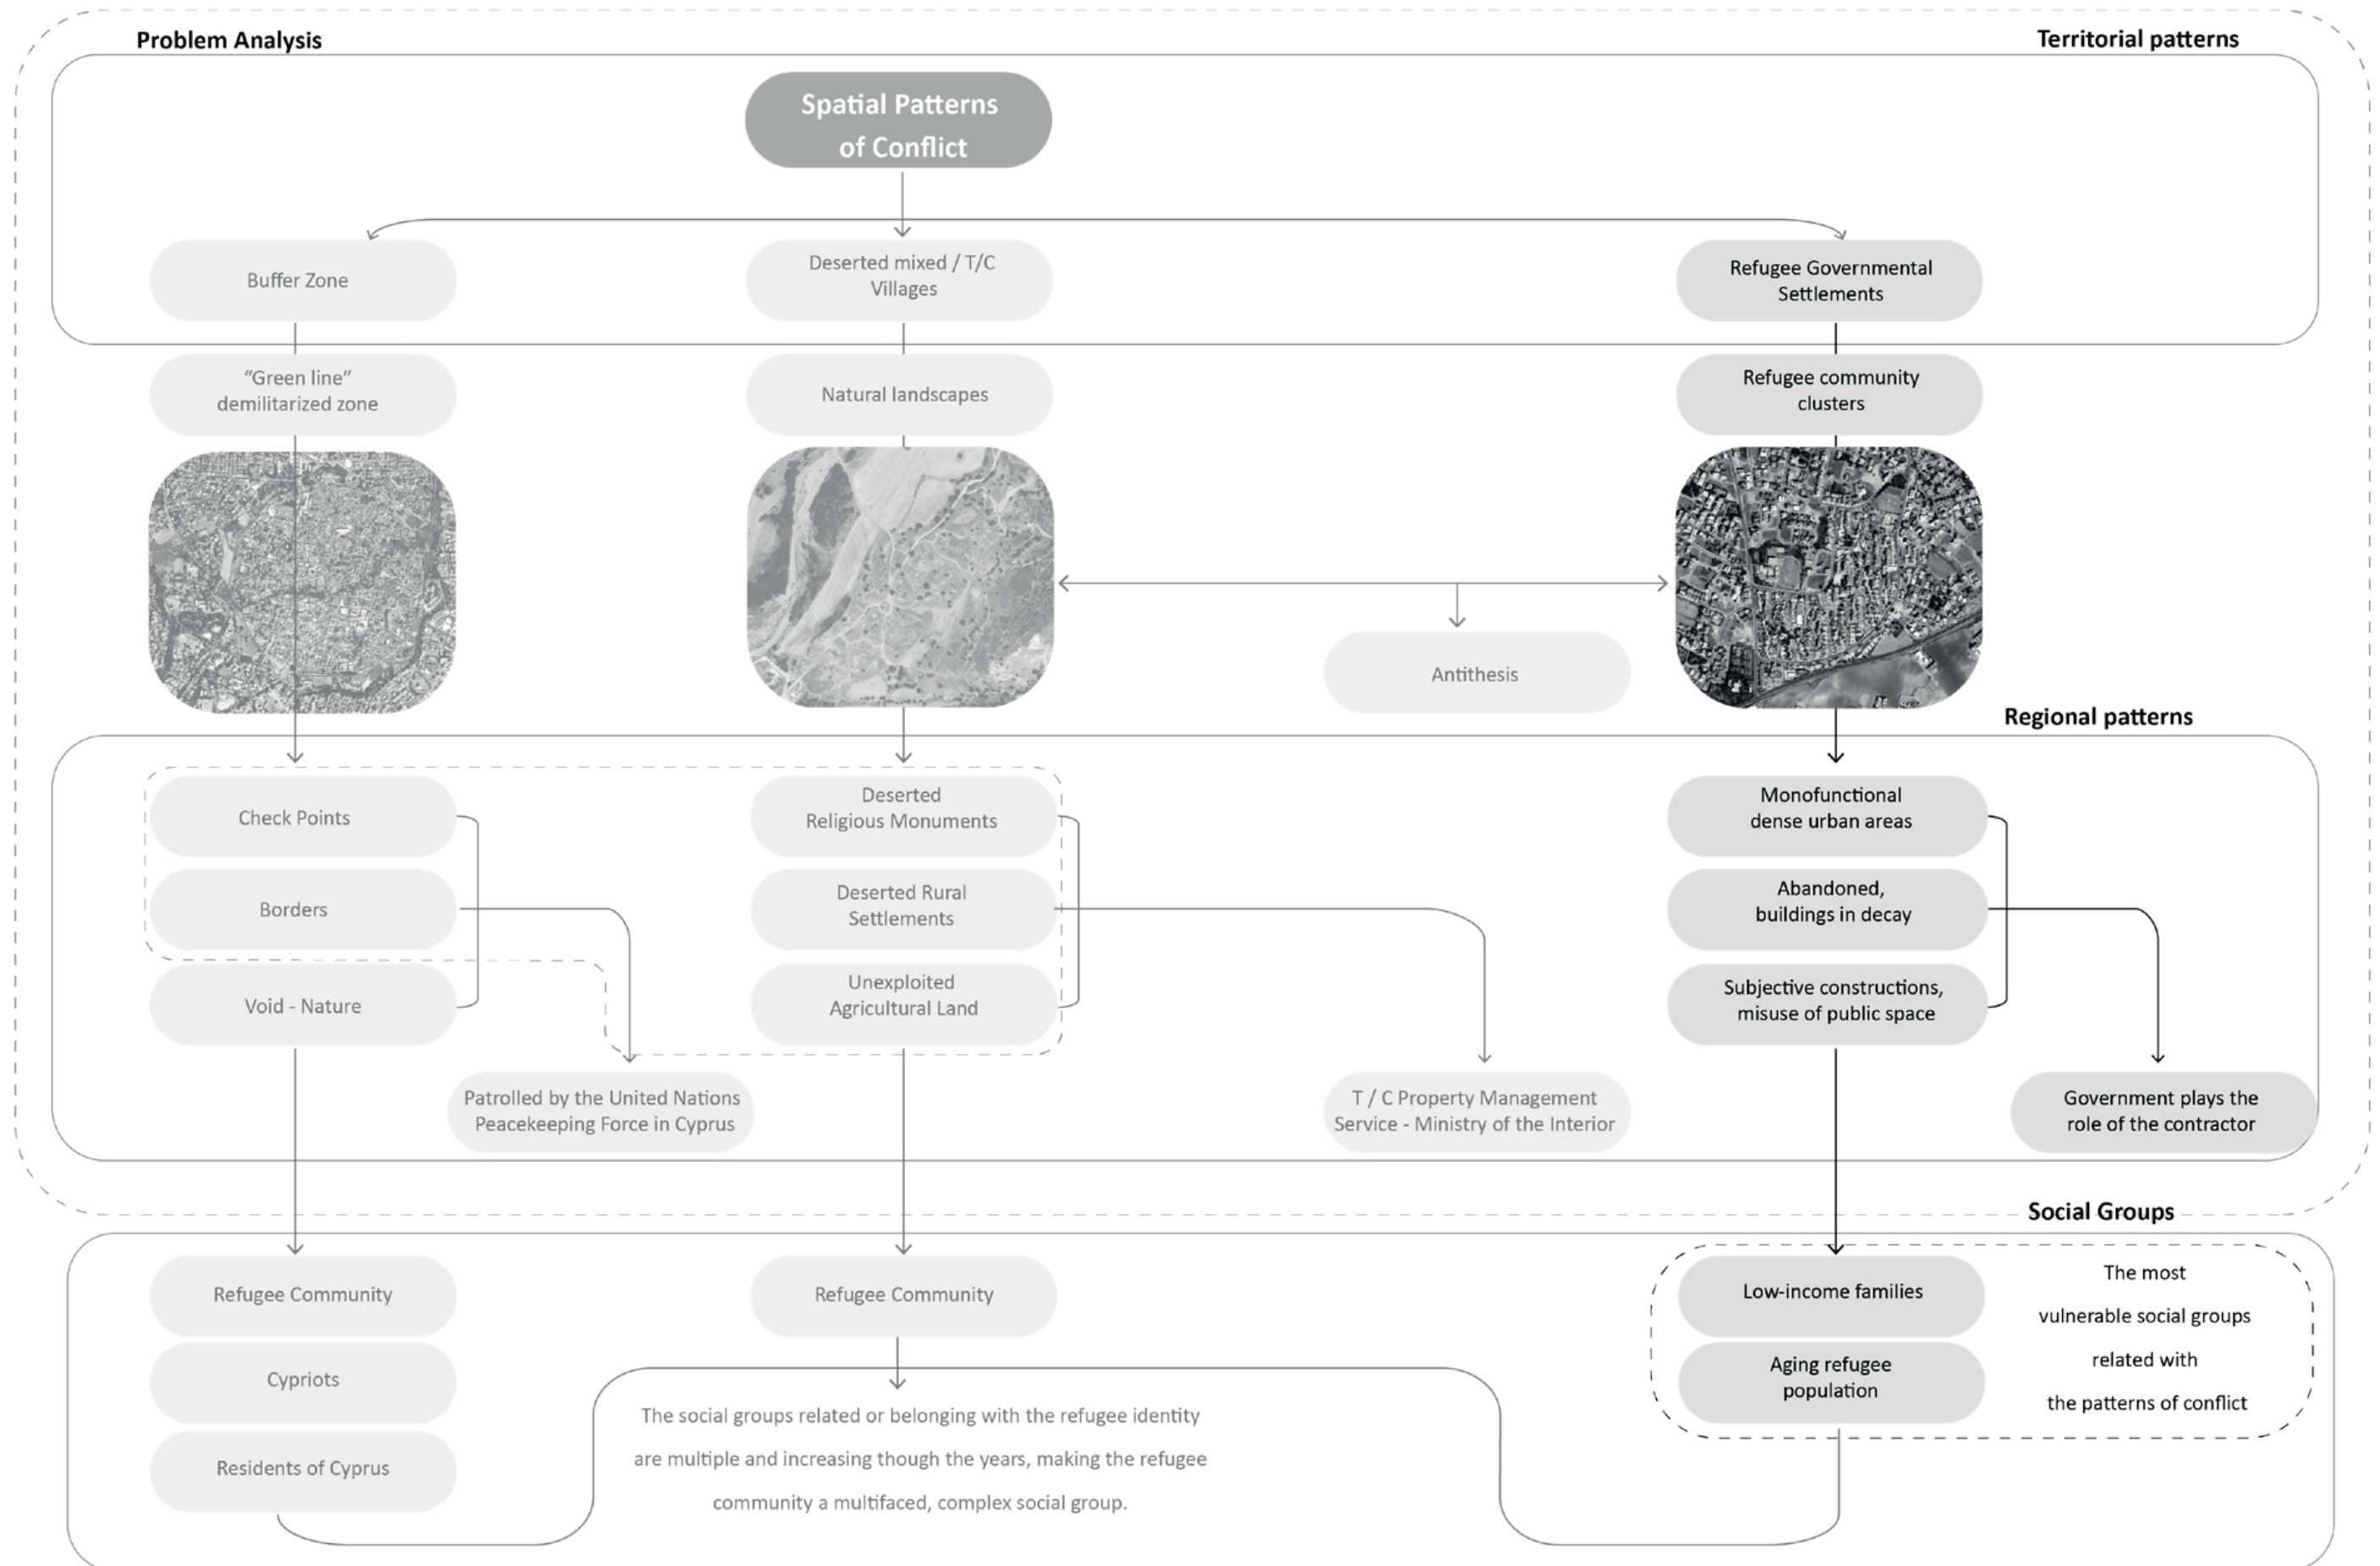 Problem Analysis
Territorial patterns
Spatial Patterns
of Conflict
Buffer Zone
Deserted mixed / T/C
Villages
Refugee Governmental
Settlements
“Green line”
demilitarized zone
Natural landscapes
Refugee community
clusters
Antithesis
Regional patterns
Check Points
Borders
Void - Nature
Deserted
Religious Monuments
Deserted Rural
Settlements
Unexploited
Agricultural Land
Monofunctional
dense urban areas
Abandoned,
buildings in decay
Subjective constructions,
misuse of public space
Patrolled by the United Nations
Peacekeeping Force in Cyprus
T / C Property Management
Service - Ministry of the Interior
Government plays the
role of the contractor
Social Groups
Refugee Community
Cypriots
Residents of Cyprus
Refugee Community
The social groups related or belonging with the refugee identity
are multiple and increasing though the years, making the refugee
community a multifaced, complex social group.
Low-income families
Aging refugee
population
The most
vulnerable social groups
related with
the patterns of conflict